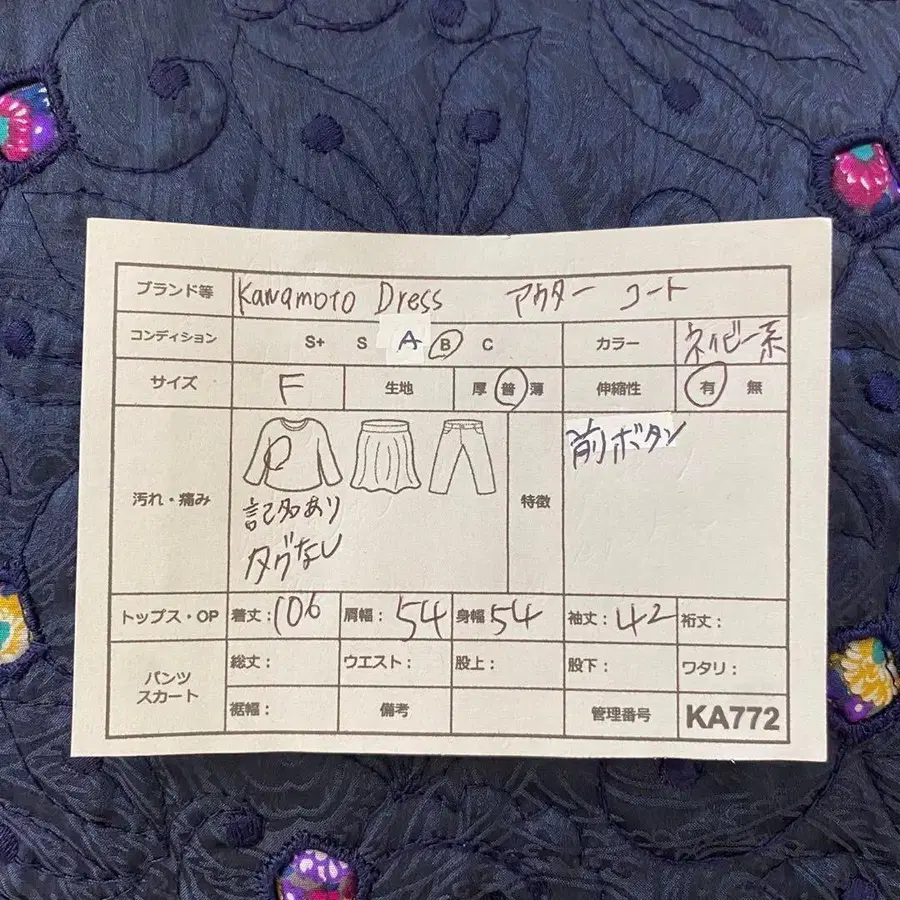 ブランド等 Kawamoto Dress アウター コート
コンディション S+ S A B C カラー ネイビー系
サイズ F 生地 厚 普 薄 伸縮性 有 無
汚れ・痛み 記名あり 特徴 前ボタン
タグなし
トップス・OP 着丈：106 肩幅：54 身幅：54 袖丈：42 裄丈：
パンツ スカート 総丈： ウエスト： 股上： 股下： ワタリ：
裾幅： 備考 管理番号 KA772